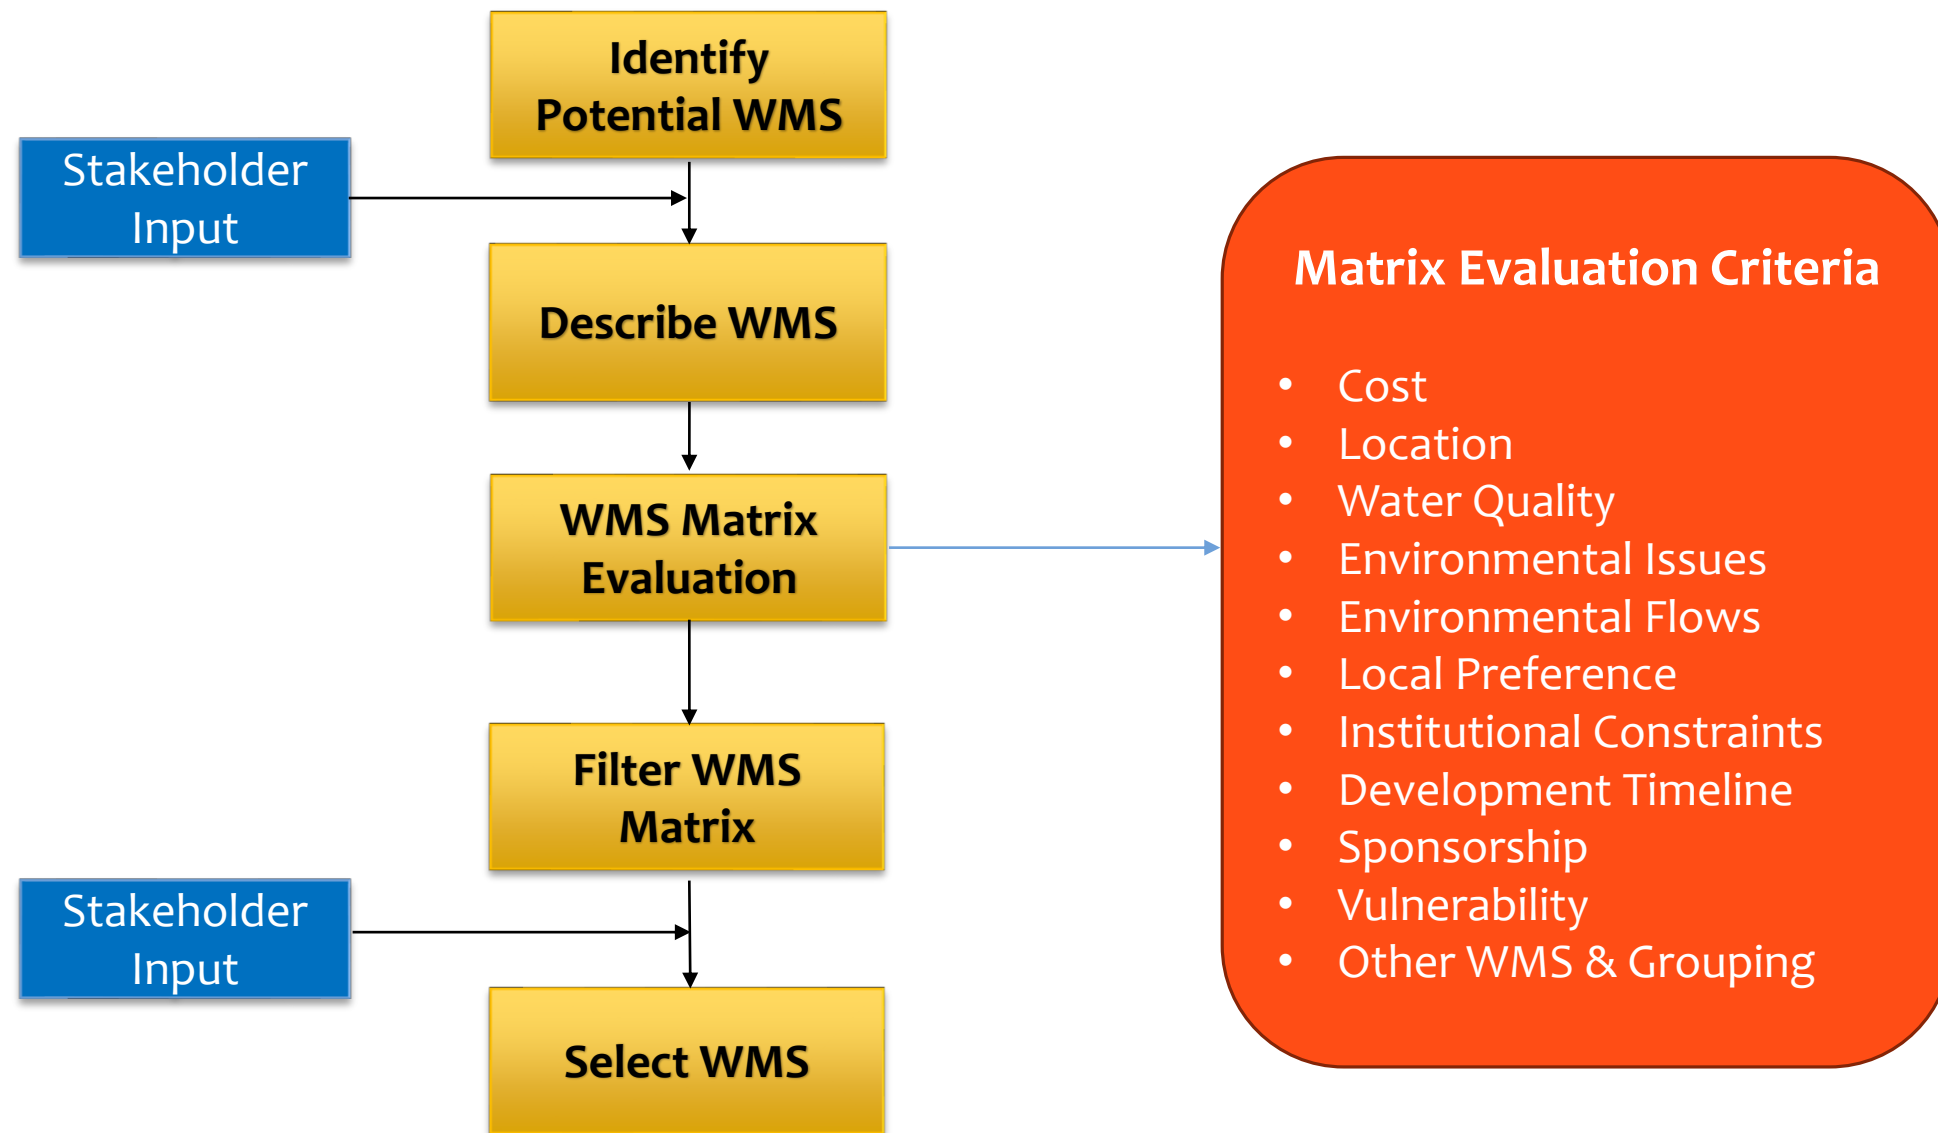 Identify
Potential WMS
Stakeholder
Input
Describe WMS
WMS Matrix
Evaluation
Filter WMS
Matrix
Stakeholder
Input
Select WMS
Matrix Evaluation Criteria
• Cost
• Location
• Water Quality
• Environmental Issues
• Environmental Flows
• Local Preference
• Institutional Constraints
• Development Timeline
• Sponsorship
• Vulnerability
• Other WMS & Grouping